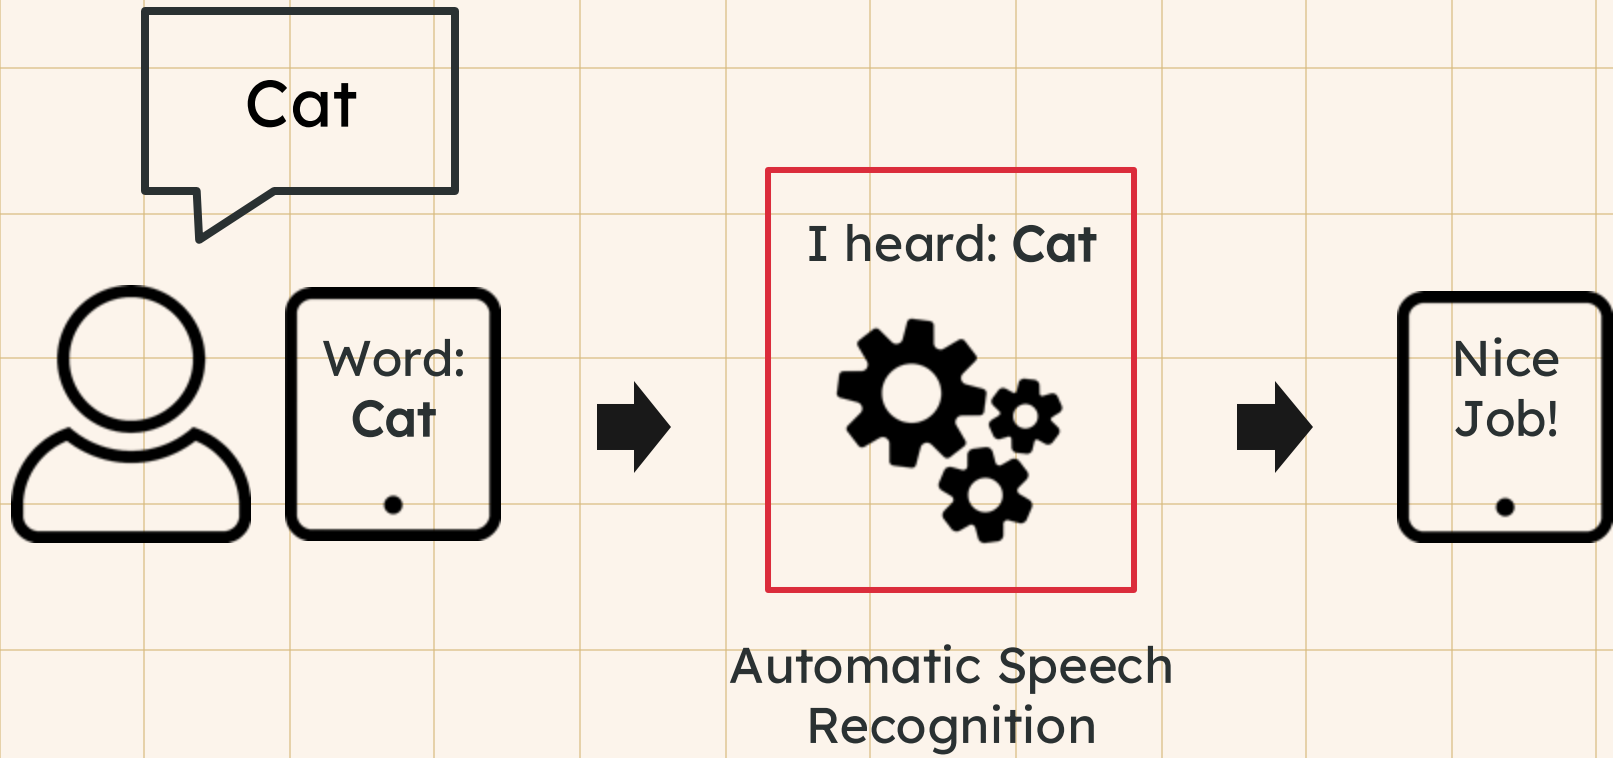 Cat
Word:
Cat
I heard: Cat
Automatic Speech
Recognition
Nice
Job!